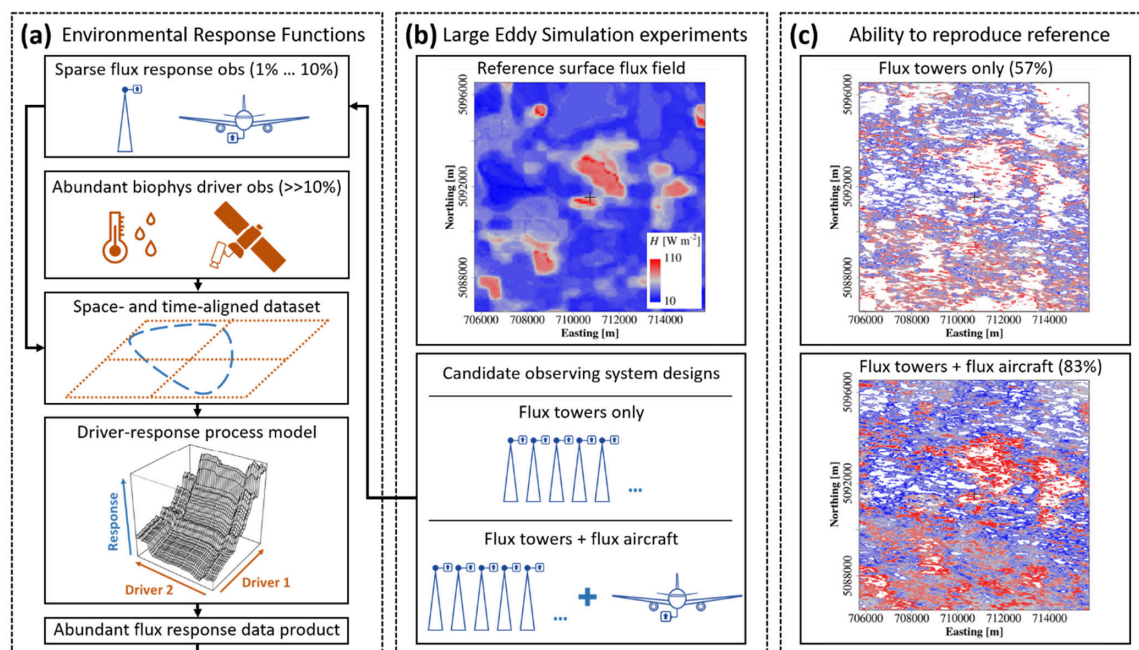 (a) Environmental Response Functions
Sparse flux response obs (1% ... 10%)
Abundant biophys driver obs (>>10%)
Space- and time-aligned dataset
Driver-response process model
Response
Driver 2
Driver 1
Abundant flux response data product
(b) Large Eddy Simulation experiments
Reference surface flux field
Northing [m]
5096000
5092000
5088000
H [W m⁻²]
110
10
706000 708000 710000 712000 714000
Easting [m]
Candidate observing system designs
Flux towers only
...
Flux towers + flux aircraft
... +
(c) Ability to reproduce reference
Flux towers only (57%)
Northing [m]
5096000
5092000
5088000
706000 708000 710000 712000 714000
Easting [m]
Flux towers + flux aircraft (83%)
Northing [m]
5096000
5092000
5088000
706000 708000 710000 712000 714000
Easting [m]